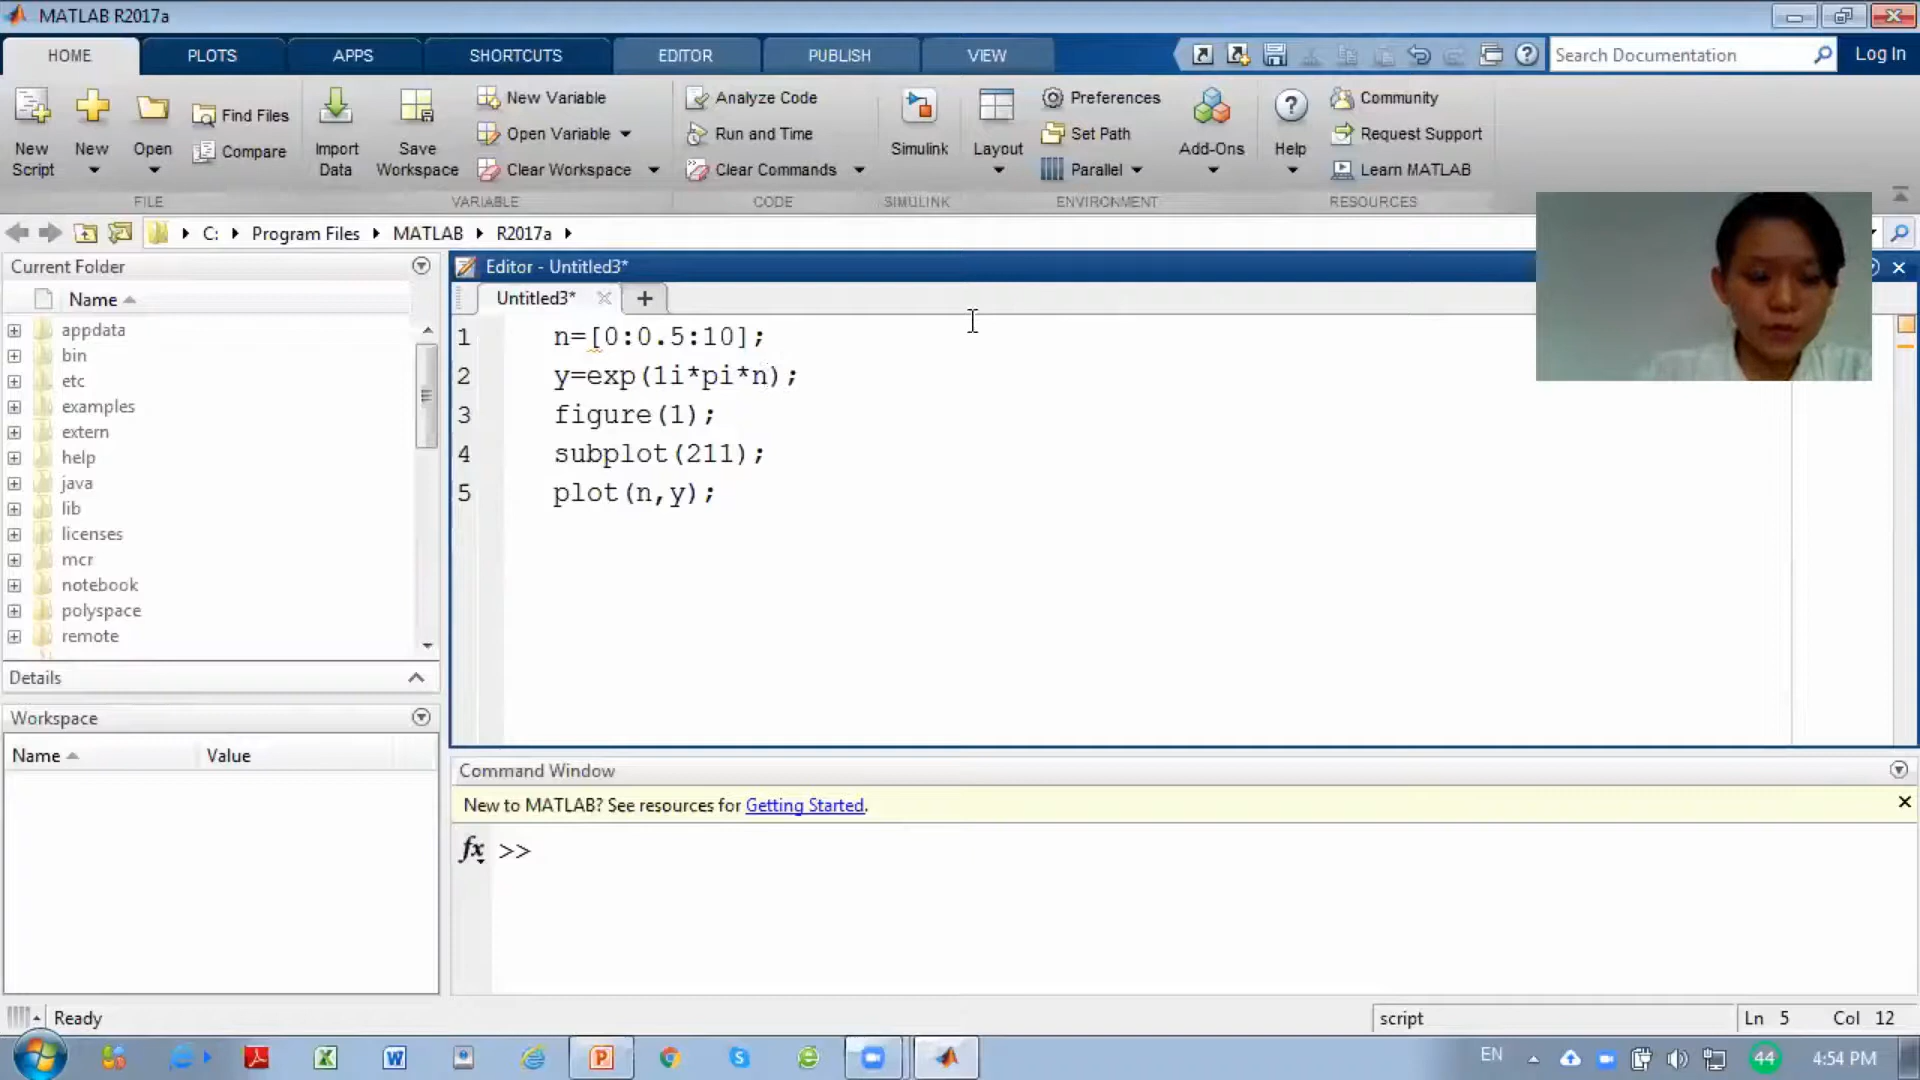 MATLAB R2017a
HOME PLOTS APPS SHORTCUTS EDITOR PUBLISH VIEW Search Documentation Log In
New Script New Open Find Files Compare Import Data Save Workspace New Variable Open Variable Clear Workspace Analyze Code Run and Time Clear Commands Simulink Layout Preferences Set Path Parallel Add-Ons Help Community Request Support Learn MATLAB
FILE VARIABLE CODE SIMULINK ENVIRONMENT RESOURCES
C: Program Files MATLAB R2017a
Current Folder
Name
appdata
bin
etc
examples
extern
help
java
lib
licenses
mcr
notebook
polyspace
remote
Details
Workspace
Name Value
Editor - Untitled3*
Untitled3* +
1 n=[0:0.5:10];
2 y=exp(1i*pi*n);
3 figure(1);
4 subplot(211);
5 plot(n,y);
Command Window
New to MATLAB? See resources for Getting Started.
fx >>
Ready script Ln 5 Col 12
EN 44 4:54 PM